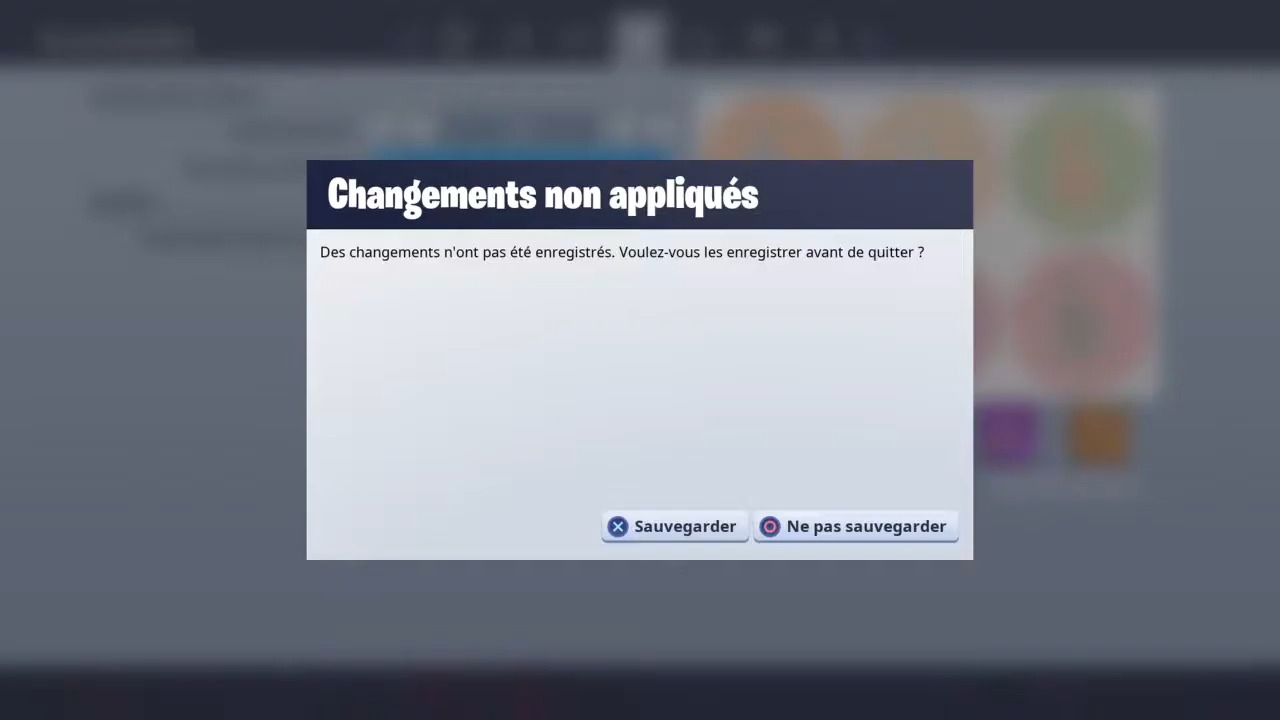 Changements non appliqués
Des changements n'ont pas été enregistrés. Voulez-vous les enregistrer avant de quitter ?
Sauvegarder
Ne pas sauvegarder